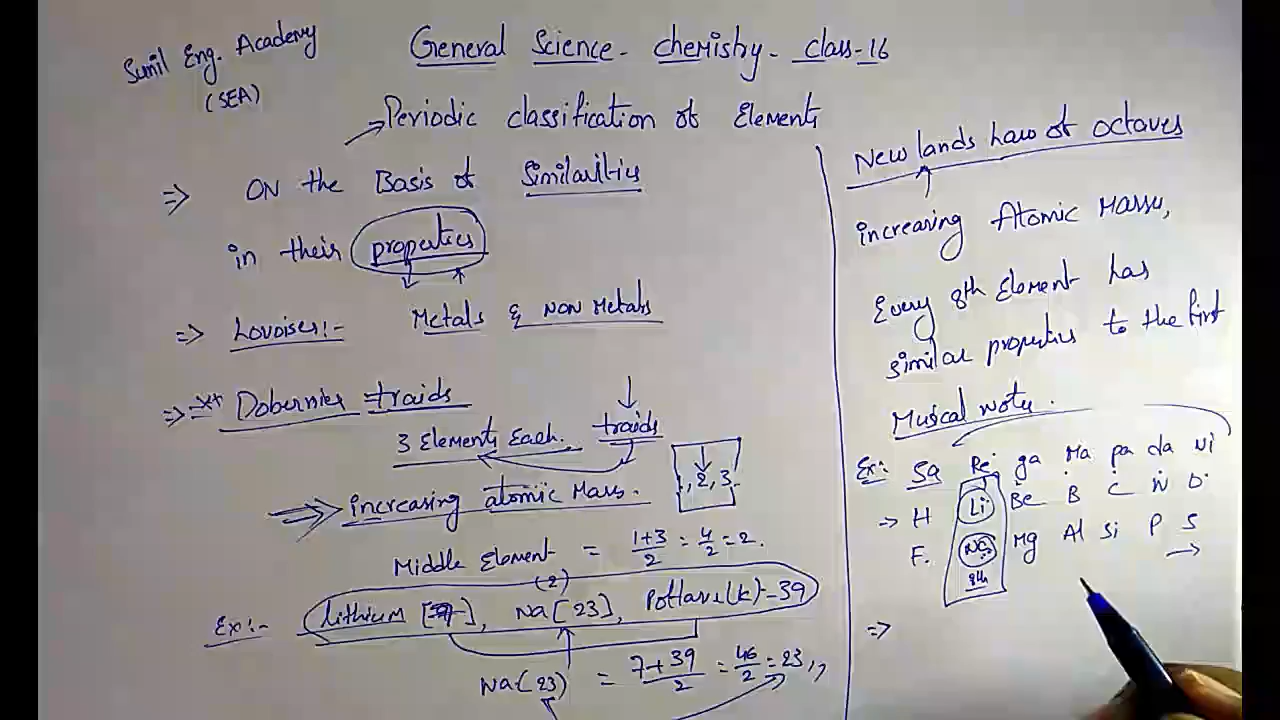 Sunil Eng. Academy
(SEA)
General Science - chemistry - class-16
Periodic classification of Elements
⇒ ON the Basis of Similarities
in their properties
⇒ Lovoiser:- Metals & NON Metals
⇒ ** Dobernier traids
3 Elements Each. traids
1, 2, 3.
⇒ increasing atomic Mass.
Middle Element = 1+3/2 = 4/2 = 2.
(2)
Ex:- lithium [7], Na[23], Pottasis(K)-39
Na(23) = 7+39/2 = 46/2 = 23,,
New lands Law of octaves
increasing Atomic Masses,
Every 8th Element has
similar properties to the first
Musical note.
Ex: Sa Re ga Ma pa da Ni
→ H Li Be B C N O
F. Na Mg Al Si P S
8th
⇒